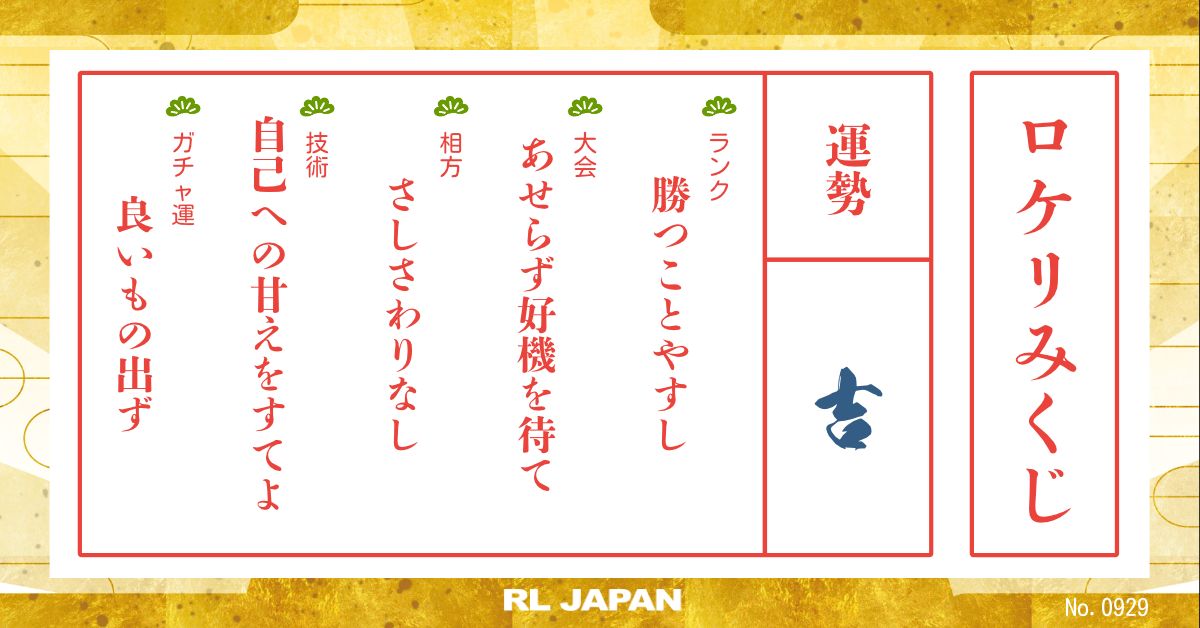 ロケリみくじ
運勢
吉
ランク
勝つことやすし
大会
あせらず好機を待て
相方
さしさわりなし
技術
自己への甘えをすてよ
ガチャ運
良いもの出ず
RL JAPAN
No. 0929